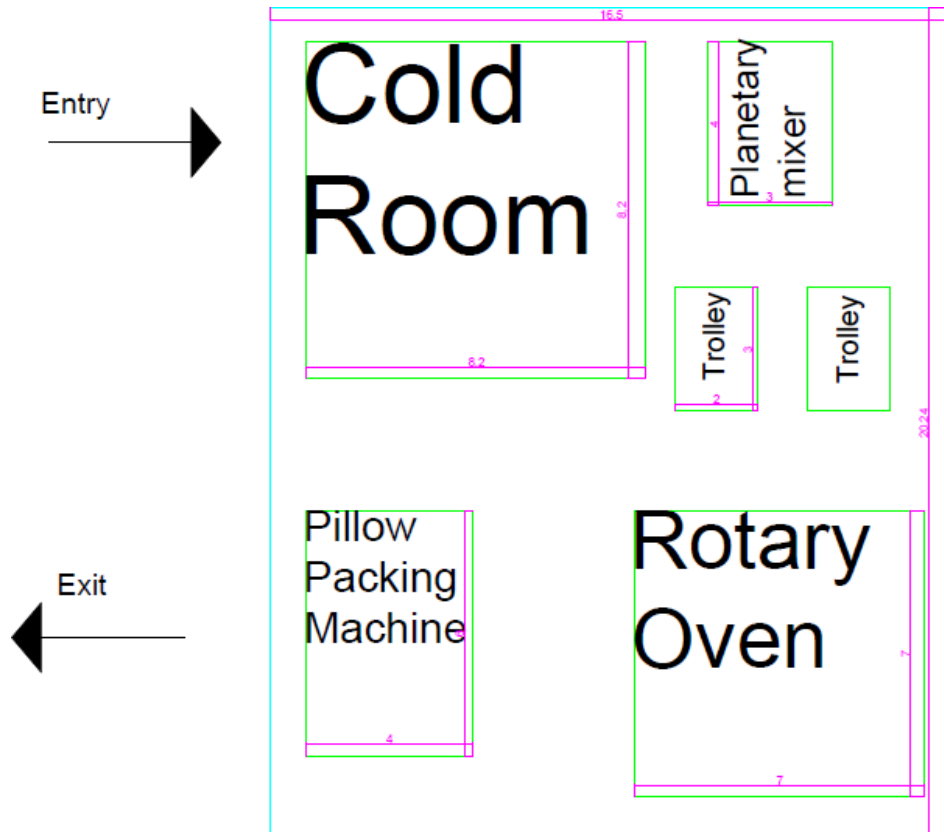 16.5
Entry
Cold
Room
8.2
8.2
Planetary
mixer
4
3
Trolley
3
2
Trolley
20.24
Exit
Pillow
Packing
Machine
4
Rotary
Oven
7
7